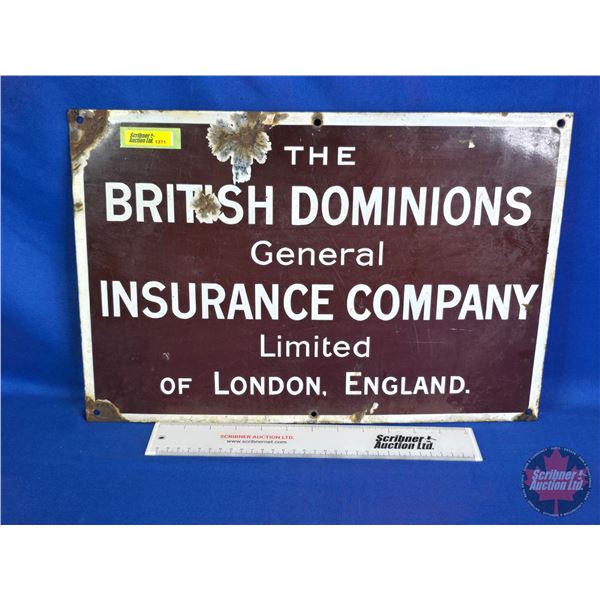 Scribner
Auction Ltd. 1371
THE
BRITISH DOMINIONS
General
INSURANCE COMPANY
Limited
OF LONDON, ENGLAND.
SCRIBNER AUCTION LTD.
www.scribnernet.com
Scribner
Auction Ltd.
Scribner
Auction Ltd.